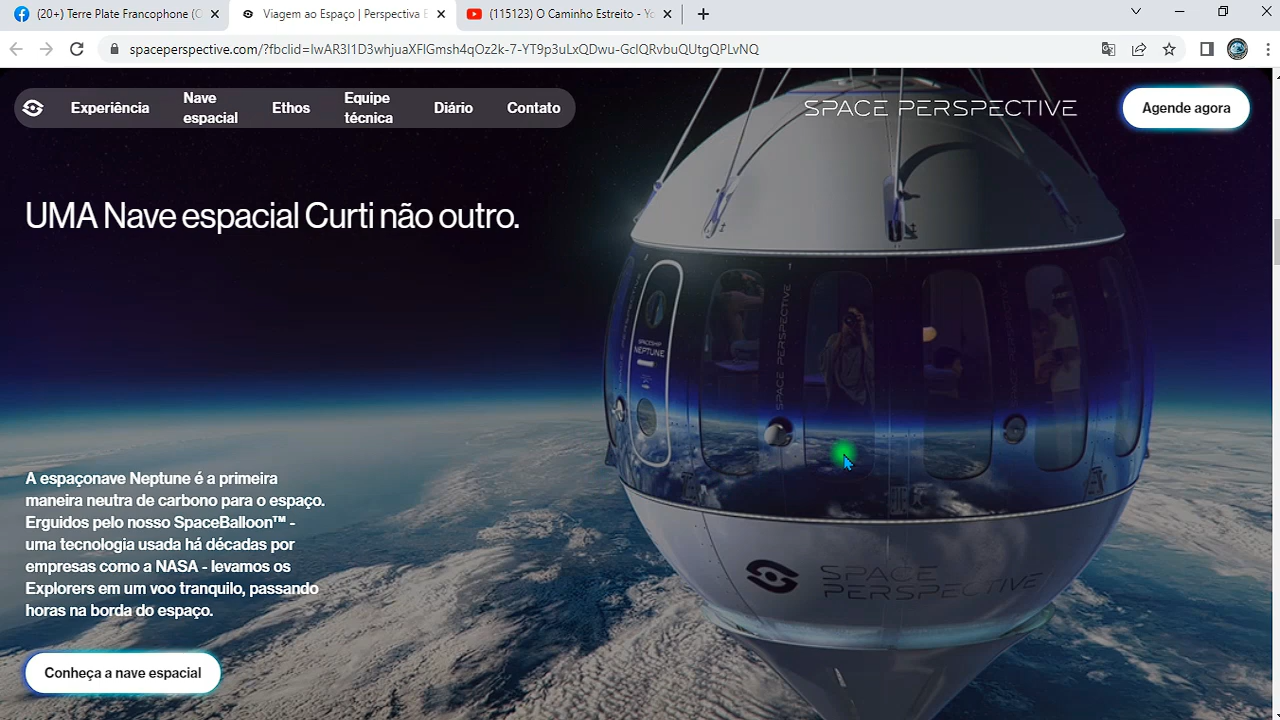 (20+) Terre Plate Francophone (O
Viagem ao Espaço | Perspectiva E
(115123) O Caminho Estreito - Yo
spaceperspective.com/?fbclid=IwAR3I1D3whjuaXFlGmsh4qOz2k-7-YT9p3uLxQDwu-GclQRvbuQUtgQPLvNQ
Experiência
Nave espacial
Ethos
Equipe técnica
Diário
Contato
SPACE PERSPECTIVE
Agende agora
UMA Nave espacial Curti não outro.
SPACESHIP
NEPTUNE
SPACE PERSPECTIVE
SPACE PERSPECTIVE
A espaçonave Neptune é a primeira
maneira neutra de carbono para o espaço.
Erguidos pelo nosso SpaceBalloon™ -
uma tecnologia usada há décadas por
empresas como a NASA - levamos os
Explorers em um voo tranquilo, passando
horas na borda do espaço.
SPACE
PERSPECTIVE
Conheça a nave espacial